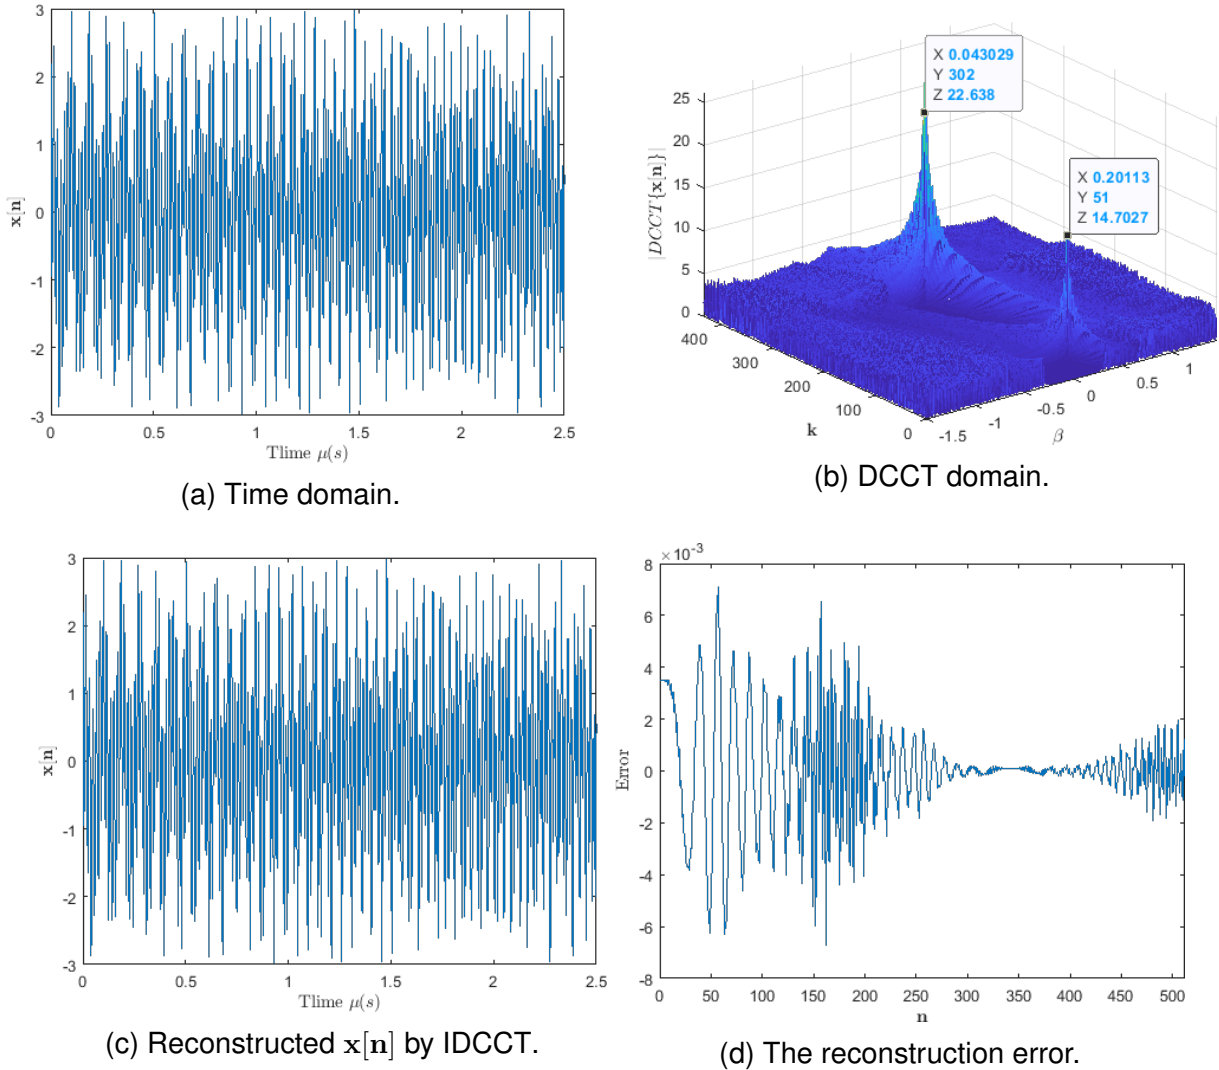 3
2
1
0
-1
-2
-3
x[n]
0 0.5 1 1.5 2 2.5
Tlime μ(s)
(a) Time domain.
X 0.043029
Y 302
Z 22.638
X 0.20113
Y 51
Z 14.7027
25
20
15
10
5
0
|DCCT{x[n]}|
400
300
200
100
0
k
-1.5
-1
-0.5
0
0.5
1
β
(b) DCCT domain.
3
2
1
0
-1
-2
-3
x[n]
0 0.5 1 1.5 2 2.5
Tlime μ(s)
(c) Reconstructed x[n] by IDCCT.
×10⁻³
8
6
4
2
0
-2
-4
-6
-8
Error
0 50 100 150 200 250 300 350 400 450 500
n
(d) The reconstruction error.